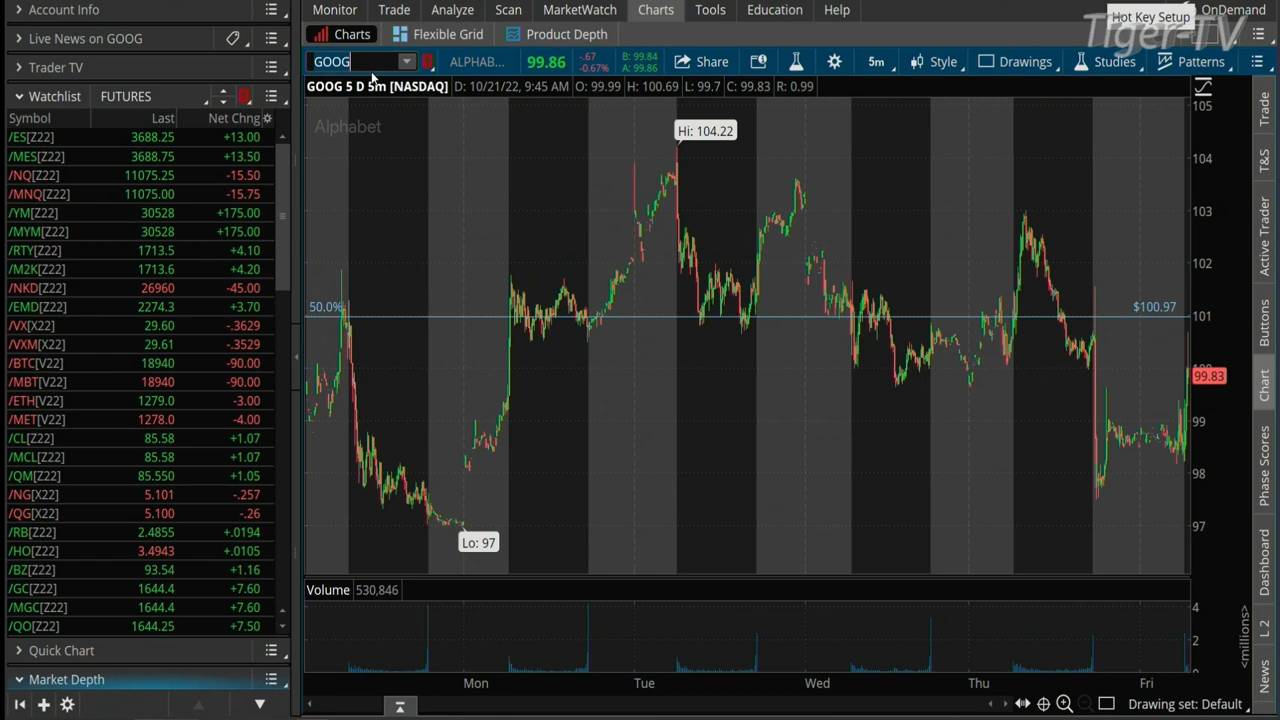 Account Info
Live News on GOOG
Trader TV
Watchlist FUTURES
Symbol Last Net Chng
/ES[Z22] 3688.25 +13.00
/MES[Z22] 3688.75 +13.50
/NQ[Z22] 11075.25 -15.50
/MNQ[Z22] 11075.00 -15.75
/YM[Z22] 30528 +175.00
/MYM[Z22] 30528 +175.00
/RTY[Z22] 1713.5 +4.10
/M2K[Z22] 1713.6 +4.20
/NKD[Z22] 26960 -45.00
/EMD[Z22] 2274.3 +3.70
/VX[X22] 29.60 -.3629
/VXM[X22] 29.61 -.3529
/BTC[V22] 18940 -90.00
/MBT[V22] 18940 -90.00
/ETH[V22] 1279.0 -3.00
/MET[V22] 1278.0 -4.00
/CL[Z22] 85.58 +1.07
/MCL[Z22] 85.58 +1.07
/QM[Z22] 85.550 +1.05
/NG[X22] 5.101 -.257
/QG[X22] 5.100 -.26
/RB[Z22] 2.4855 +.0194
/HO[Z22] 3.4943 +.0105
/BZ[Z22] 93.54 +1.16
/GC[Z22] 1644.4 +7.60
/MGC[Z22] 1644.4 +7.60
/QO[Z22] 1644.25 +7.50
Quick Chart
Market Depth
Monitor Trade Analyze Scan MarketWatch Charts Tools Education Help
Hot Key Setup
OnDemand
Tiger-TV
Charts Flexible Grid Product Depth
GOOG ALPHAB... 99.86 -.67 -0.67% B: 99.84 A: 99.86 Share 5m Style Drawings Studies Patterns
GOOG 5 D 5m [NASDAQ] D: 10/21/22, 9:45 AM O: 99.99 H: 100.69 L: 99.7 C: 99.83 R: 0.99
Alphabet
Hi: 104.22
50.0%
$100.97
Lo: 97
105
104
103
102
101
99.83
99
98
97
Volume 530,846
4
2
0
<millions>
Mon Tue Wed Thu Fri
Drawing set: Default
Trade
T&S
Active Trader
Buttons
Chart
Phase Scores
Dashboard
L 2
News